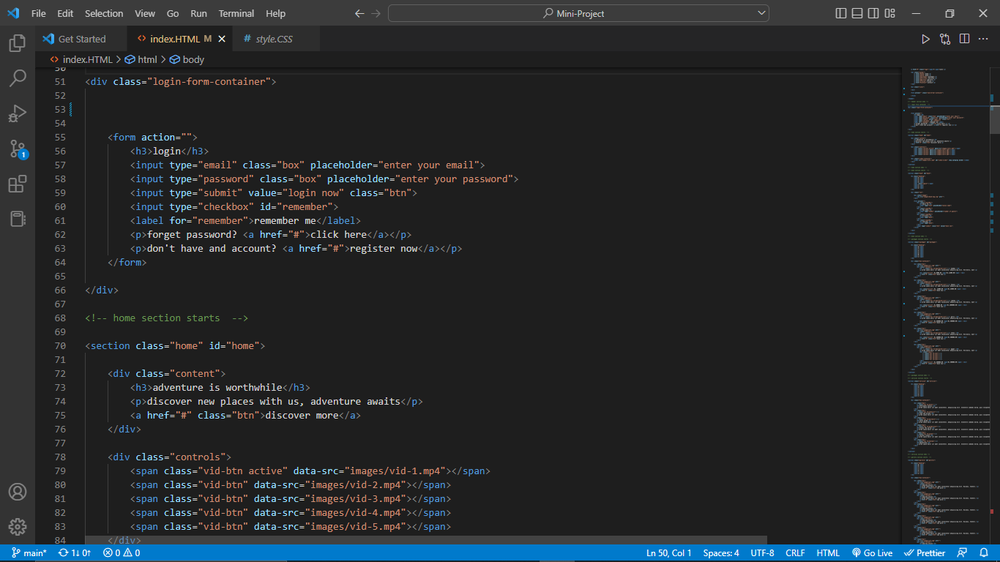 File Edit Selection View Go Run Terminal Help Mini-Project
Get Started index.HTML M # style.CSS
index.HTML > html > body
50
51 <div class="login-form-container">
52
53
54
55 <form action="">
56 <h3>login</h3>
57 <input type="email" class="box" placeholder="enter your email">
58 <input type="password" class="box" placeholder="enter your password">
59 <input type="submit" value="login now" class="btn">
60 <input type="checkbox" id="remember">
61 <label for="remember">remember me</label>
62 <p>forget password? <a href="#">click here</a></p>
63 <p>don't have and account? <a href="#">register now</a></p>
64 </form>
65
66 </div>
67
68 <!-- home section starts  -->
69
70 <section class="home" id="home">
71
72 <div class="content">
73 <h3>adventure is worthwhile</h3>
74 <p>discover new places with us, adventure awaits</p>
75 <a href="#" class="btn">discover more</a>
76 </div>
77
78 <div class="controls">
79 <span class="vid-btn active" data-src="images/vid-1.mp4"></span>
80 <span class="vid-btn" data-src="images/vid-2.mp4"></span>
81 <span class="vid-btn" data-src="images/vid-3.mp4"></span>
82 <span class="vid-btn" data-src="images/vid-4.mp4"></span>
83 <span class="vid-btn" data-src="images/vid-5.mp4"></span>
84 </div>
1
main* 1↓ 0↑ 0 0 Ln 50, Col 1 Spaces: 4 UTF-8 CRLF HTML Go Live Prettier